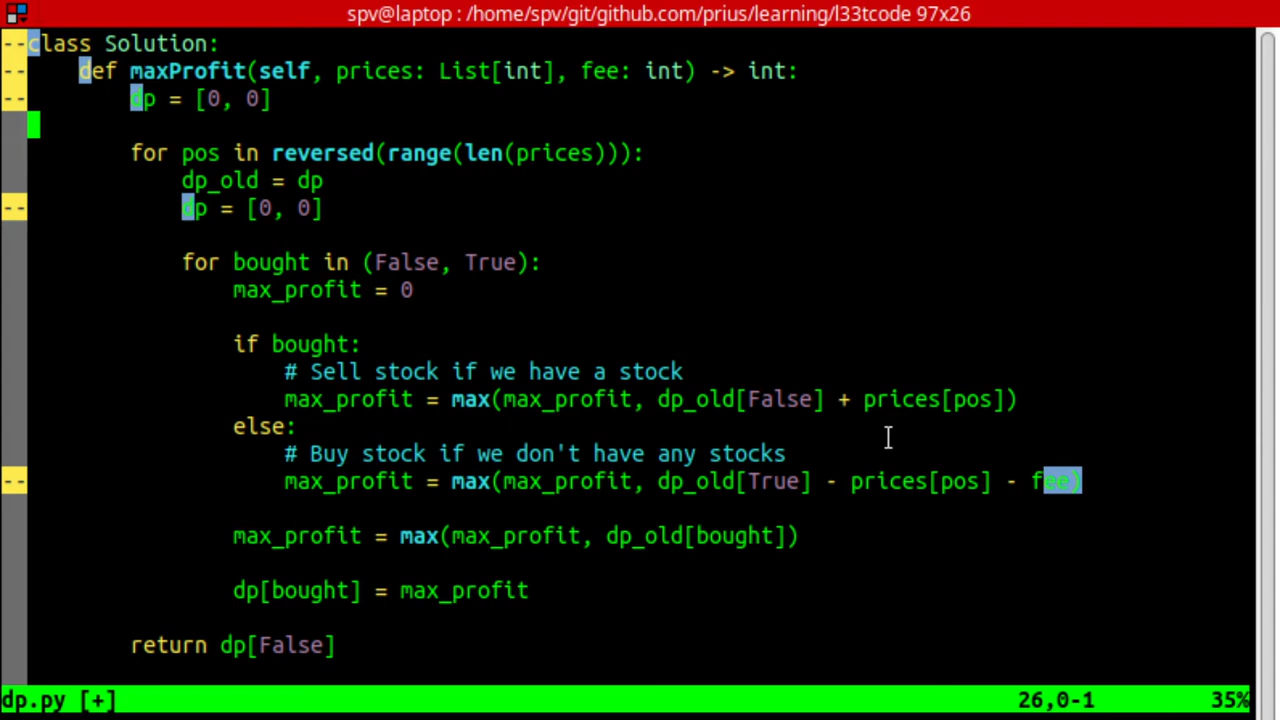 spv@laptop : /home/spv/git/github.com/prius/learning/l33tcode 97x26
-- class Solution:
--     def maxProfit(self, prices: List[int], fee: int) -> int:
--         dp = [0, 0]
        for pos in reversed(range(len(prices))):
            dp_old = dp
--             dp = [0, 0]
            for bought in (False, True):
                max_profit = 0
                if bought:
                    # Sell stock if we have a stock
                    max_profit = max(max_profit, dp_old[False] + prices[pos])
                else:
                    # Buy stock if we don't have any stocks
--                     max_profit = max(max_profit, dp_old[True] - prices[pos] - fee)
                max_profit = max(max_profit, dp_old[bought])
                dp[bought] = max_profit
        return dp[False]
dp.py [+] 26,0-1 35%